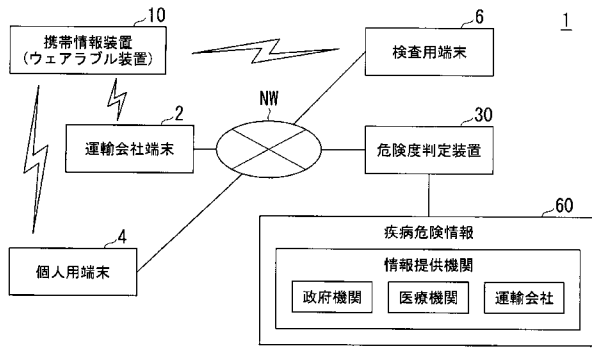 10
6
1
携帯情報装置
(ウェアラブル装置)
検査用端末
NW
2
30
運輸会社端末
危険度判定装置
60
疾病危険情報
4
情報提供機関
個人用端末
政府機関
医療機関
運輸会社